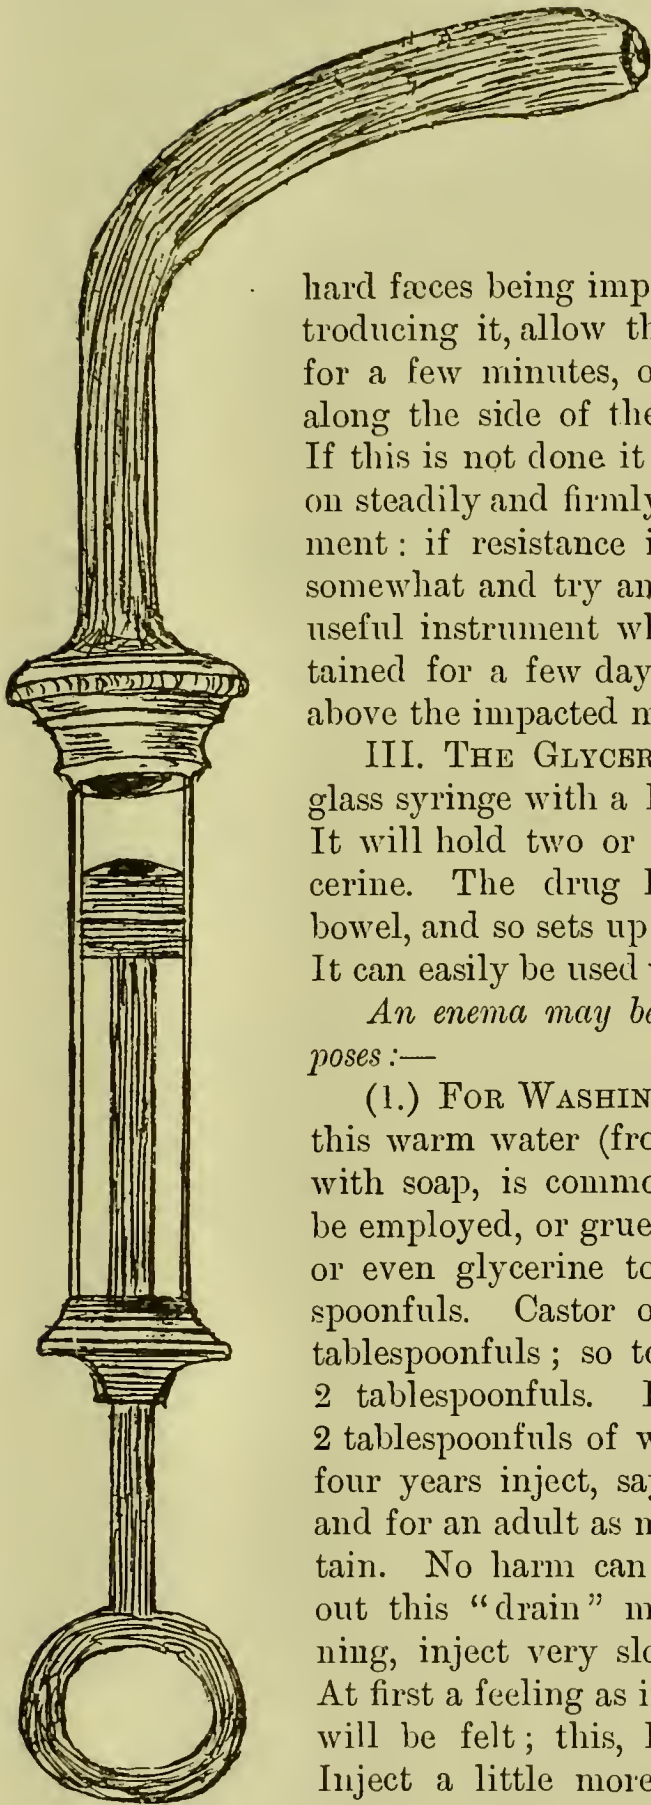 hard fæces being imp
troducing it, allow th
for a few minutes, o
along the side of the
If this is not done it
on steadily and firmly
ment : if resistance i
somewhat and try an
useful instrument wh
tained for a few day
above the impacted m
III. THE GLYCER
glass syringe with a
It will hold two or
cerine. The drug
bowel, and so sets up
It can easily be used
An enema may be
poses :—
(1.) FOR WASHIN
this warm water (fro
with soap, is commo
be employed, or grue
or even glycerine to
spoonfuls. Castor o
tablespoonfuls ; so to
2 tablespoonfuls.
2 tablespoonfuls of w
four years inject, say
and for an adult as m
tain. No harm can
out this “drain” m
ning, inject very slo
At first a feeling as i
will be felt ; this,
Inject a little more